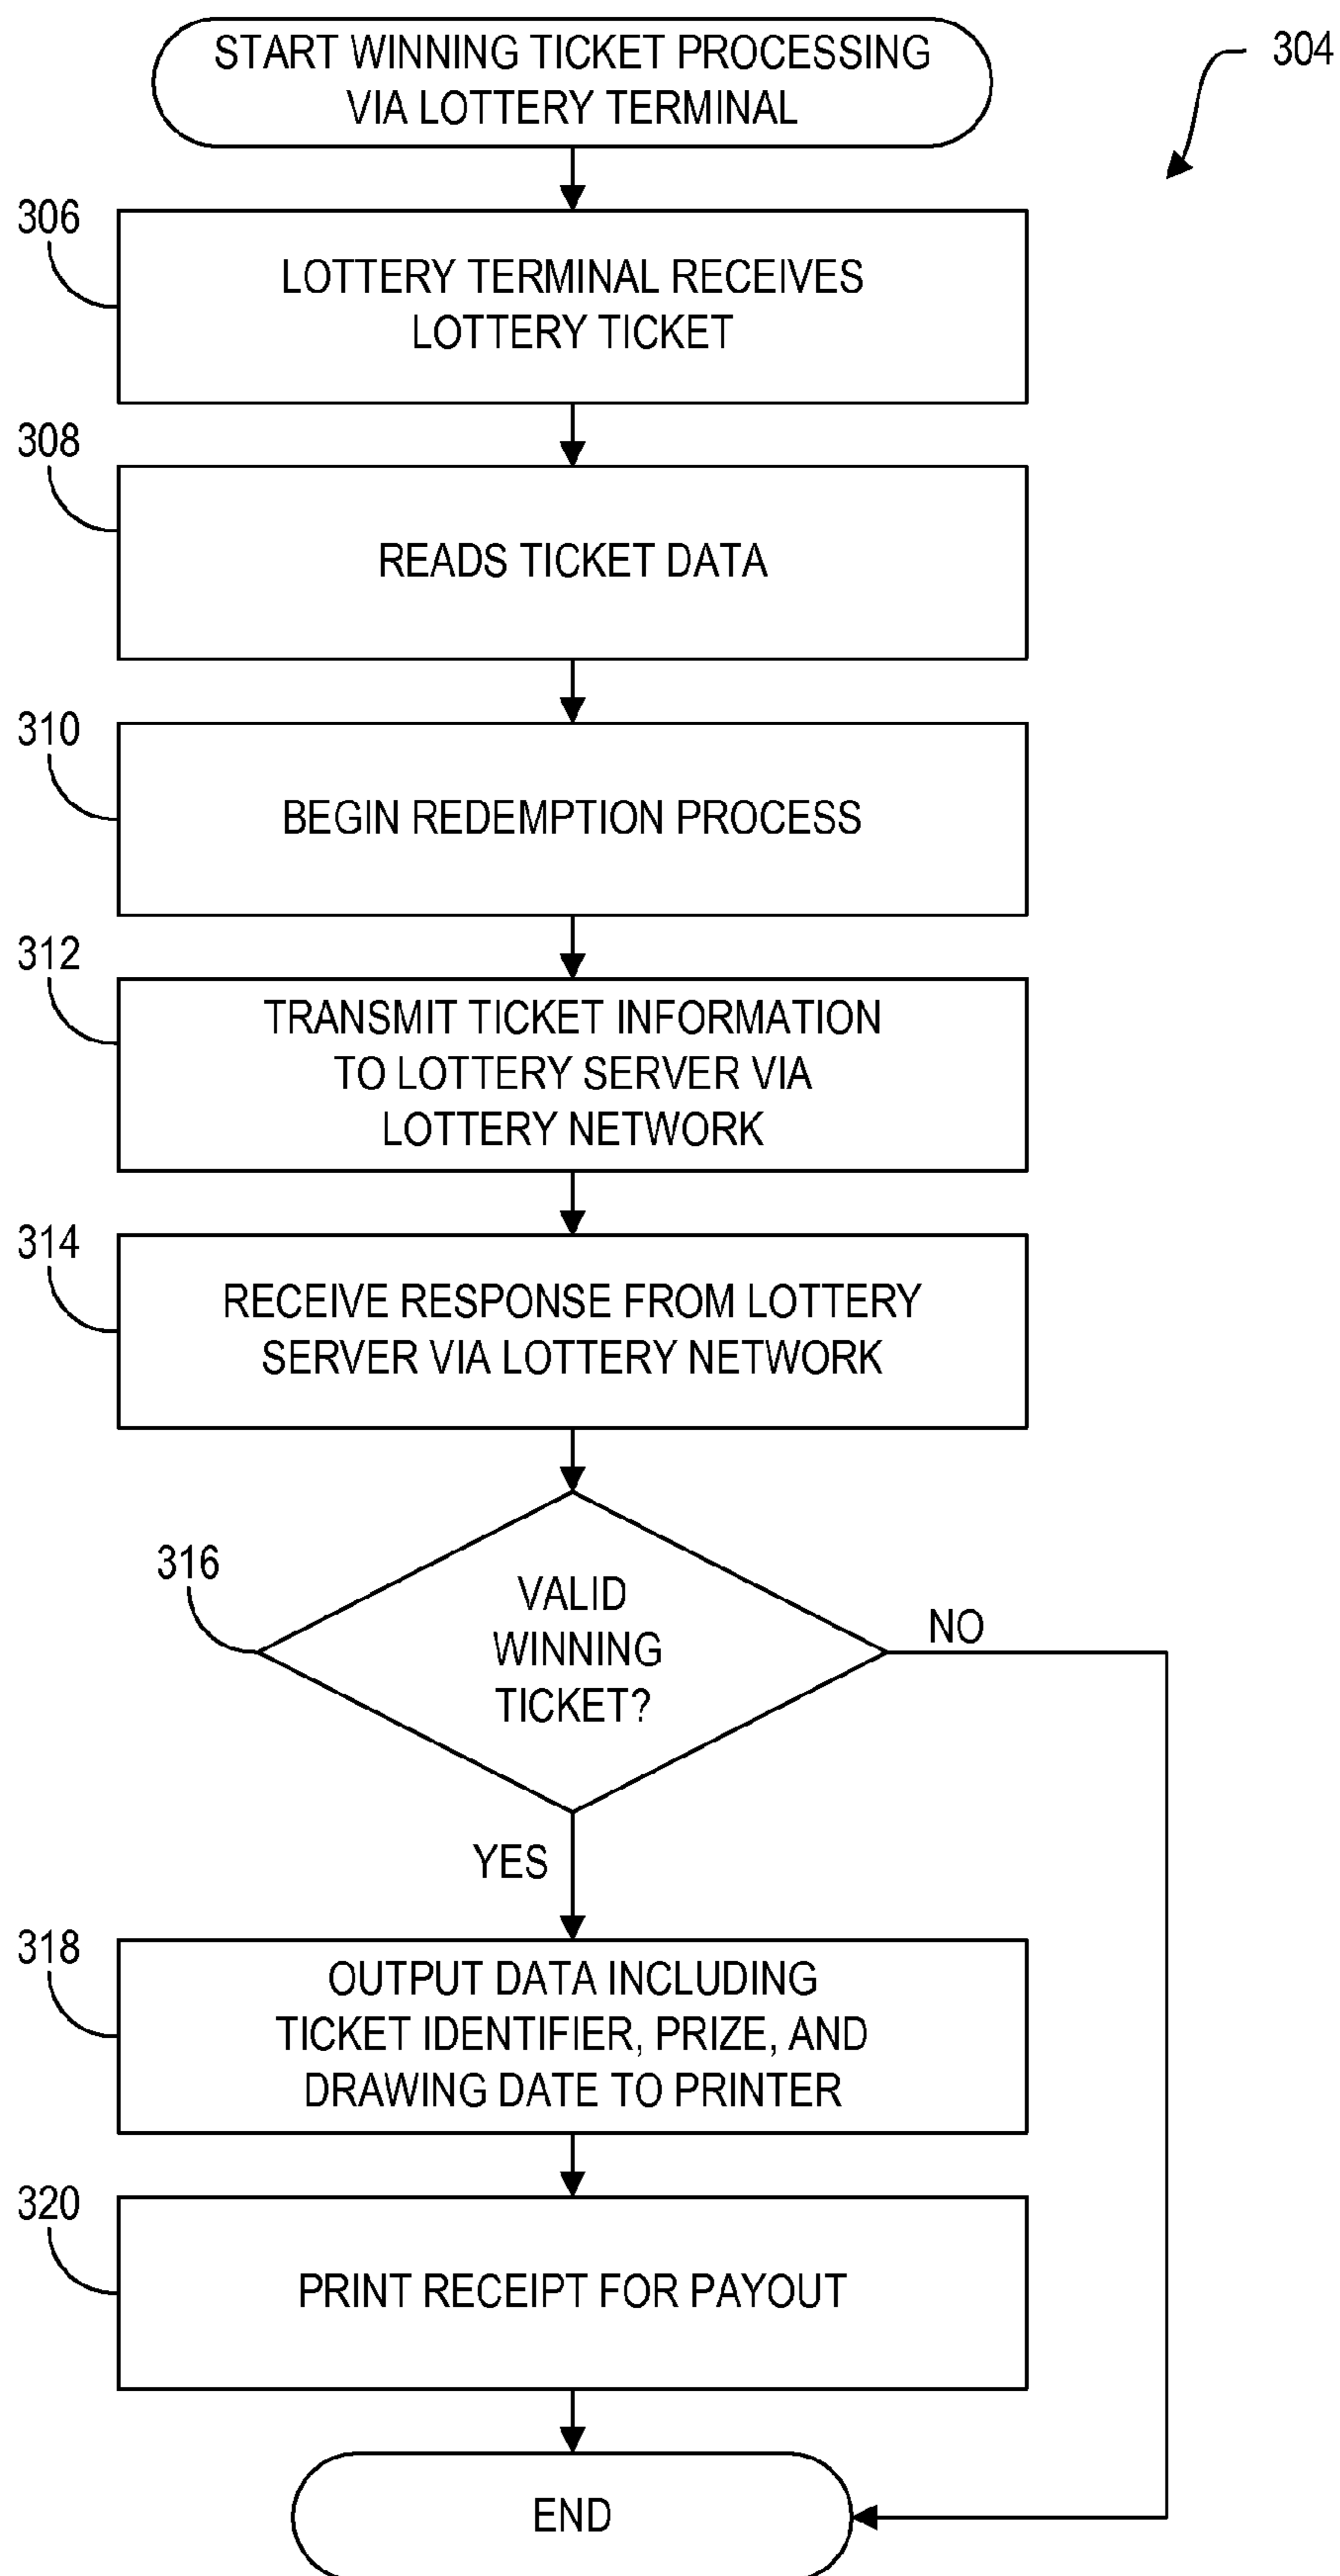 START WINNING TICKET PROCESSING
VIA LOTTERY TERMINAL
304
306
LOTTERY TERMINAL RECEIVES
LOTTERY TICKET
308
READS TICKET DATA
310
BEGIN REDEMPTION PROCESS
312
TRANSMIT TICKET INFORMATION
TO LOTTERY SERVER VIA
LOTTERY NETWORK
314
RECEIVE RESPONSE FROM LOTTERY
SERVER VIA LOTTERY NETWORK
316
VALID
WINNING
TICKET?
NO
YES
318
OUTPUT DATA INCLUDING
TICKET IDENTIFIER, PRIZE, AND
DRAWING DATE TO PRINTER
320
PRINT RECEIPT FOR PAYOUT
END